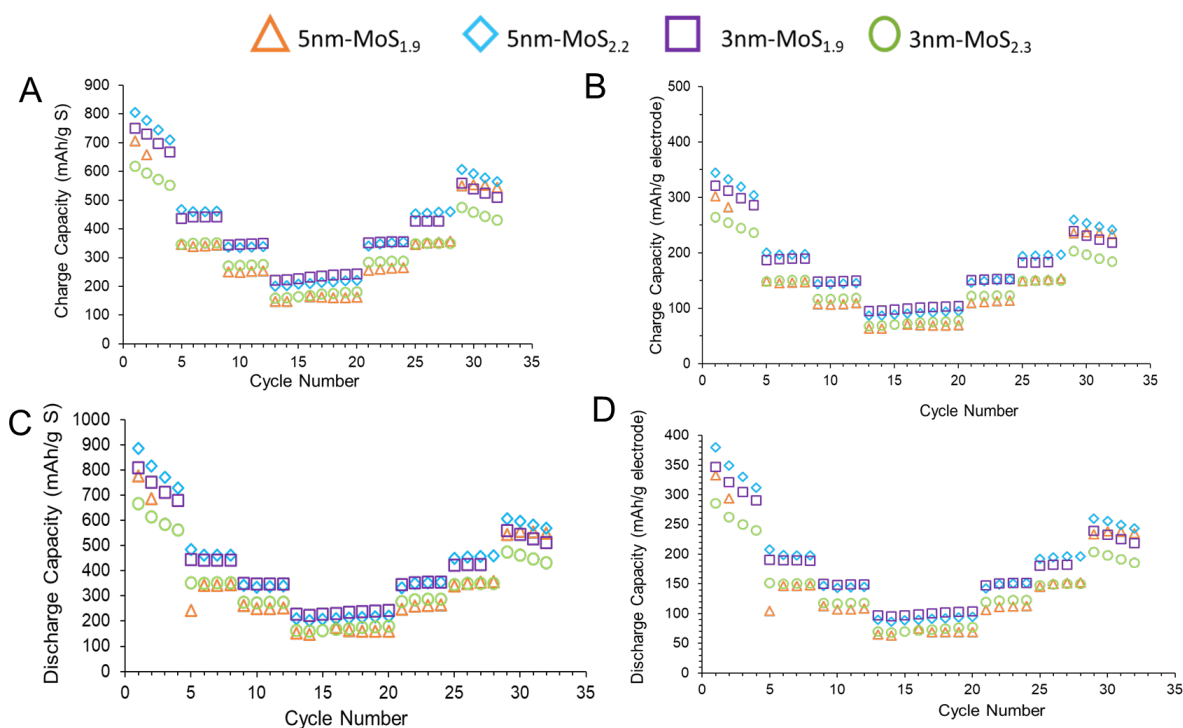 5nm-MoS1.9 5nm-MoS2.2 3nm-MoS1.9 3nm-MoS2.3
A
Charge Capacity (mAh/g S)
900
800
700
600
500
400
300
200
100
0
0 5 10 15 20 25 30 35
Cycle Number
B
Charge Capacity (mAh/g electrode)
500
400
300
200
100
0
0 5 10 15 20 25 30 35
Cycle Number
C
Discharge Capacity (mAh/g S)
1000
900
800
700
600
500
400
300
200
100
0
0 5 10 15 20 25 30 35
Cycle Number
D
Discharge Capacity (mAh/g electrode)
400
350
300
250
200
150
100
50
0
0 5 10 15 20 25 30 35
Cycle Number